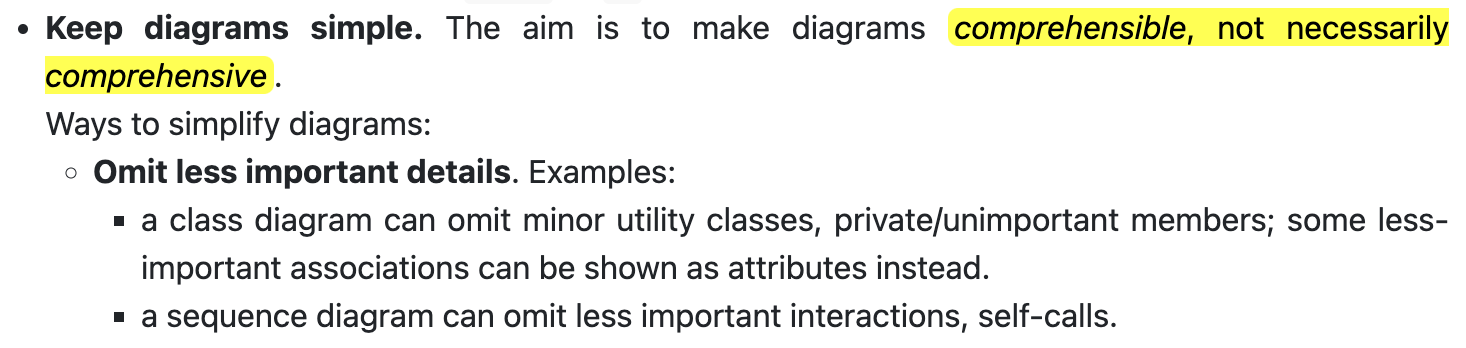 • Keep diagrams simple. The aim is to make diagrams comprehensible, not necessarily
comprehensive.
Ways to simplify diagrams:
◦ Omit less important details. Examples:
▪ a class diagram can omit minor utility classes, private/unimportant members; some less-
important associations can be shown as attributes instead.
▪ a sequence diagram can omit less important interactions, self-calls.